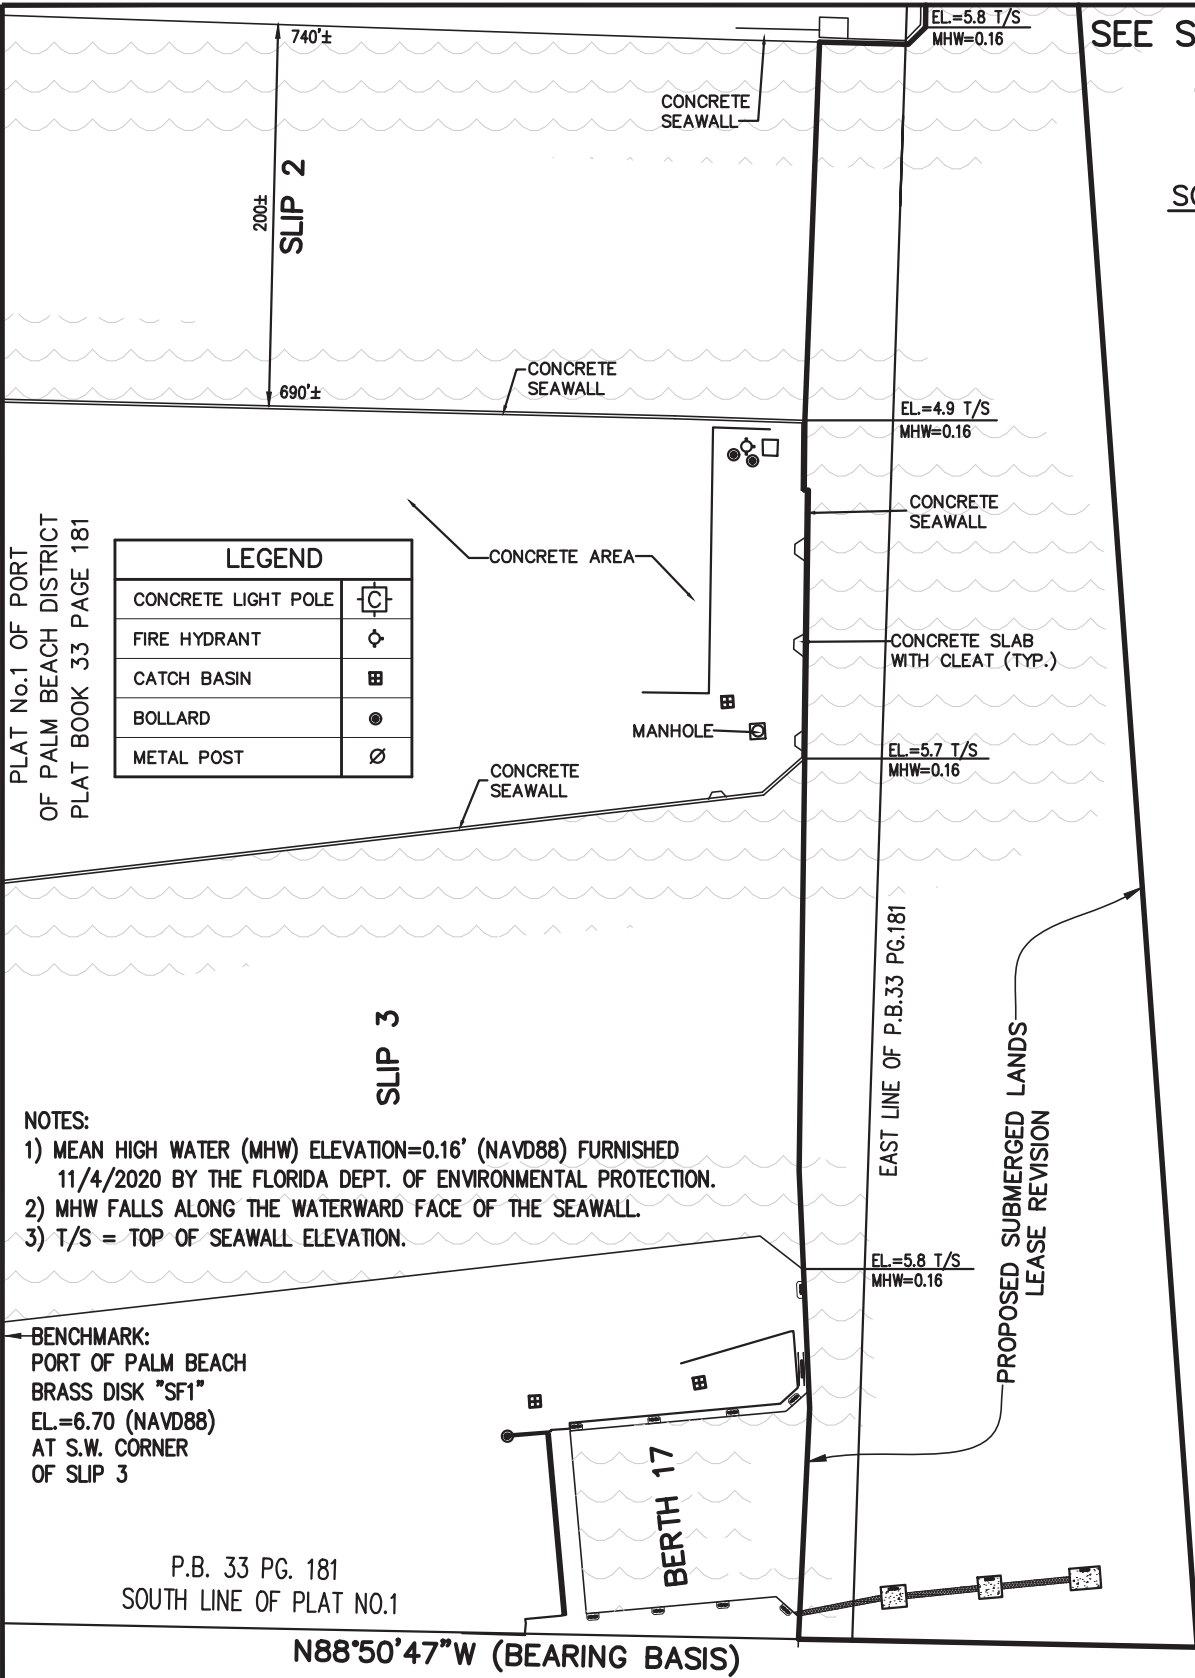 EL.=5.8 T/S
MHW=0.16
SEE S
740'±
CONCRETE
SEAWALL
200±
SLIP 2
690'±
CONCRETE
SEAWALL
EL.=4.9 T/S
MHW=0.16
PLAT No.1 OF PORT
OF PALM BEACH DISTRICT
PLAT BOOK 33 PAGE 181
CONCRETE
SEAWALL
CONCRETE AREA
LEGEND
CONCRETE LIGHT POLE C
FIRE HYDRANT
CATCH BASIN
BOLLARD
METAL POST
CONCRETE SLAB
WITH CLEAT (TYP.)
MANHOLE
EL.=5.7 T/S
MHW=0.16
CONCRETE
SEAWALL
EAST LINE OF P.B.33 PG.181
PROPOSED SUBMERGED LANDS
LEASE REVISION
SLIP 3
NOTES:
1) MEAN HIGH WATER (MHW) ELEVATION=0.16' (NAVD88) FURNISHED
11/4/2020 BY THE FLORIDA DEPT. OF ENVIRONMENTAL PROTECTION.
2) MHW FALLS ALONG THE WATERWARD FACE OF THE SEAWALL.
3) T/S = TOP OF SEAWALL ELEVATION.
EL.=5.8 T/S
MHW=0.16
BENCHMARK:
PORT OF PALM BEACH
BRASS DISK "SF1"
EL.=6.70 (NAVD88)
AT S.W. CORNER
OF SLIP 3
BERTH 17
P.B. 33 PG. 181
SOUTH LINE OF PLAT NO.1
N88°50'47"W (BEARING BASIS)